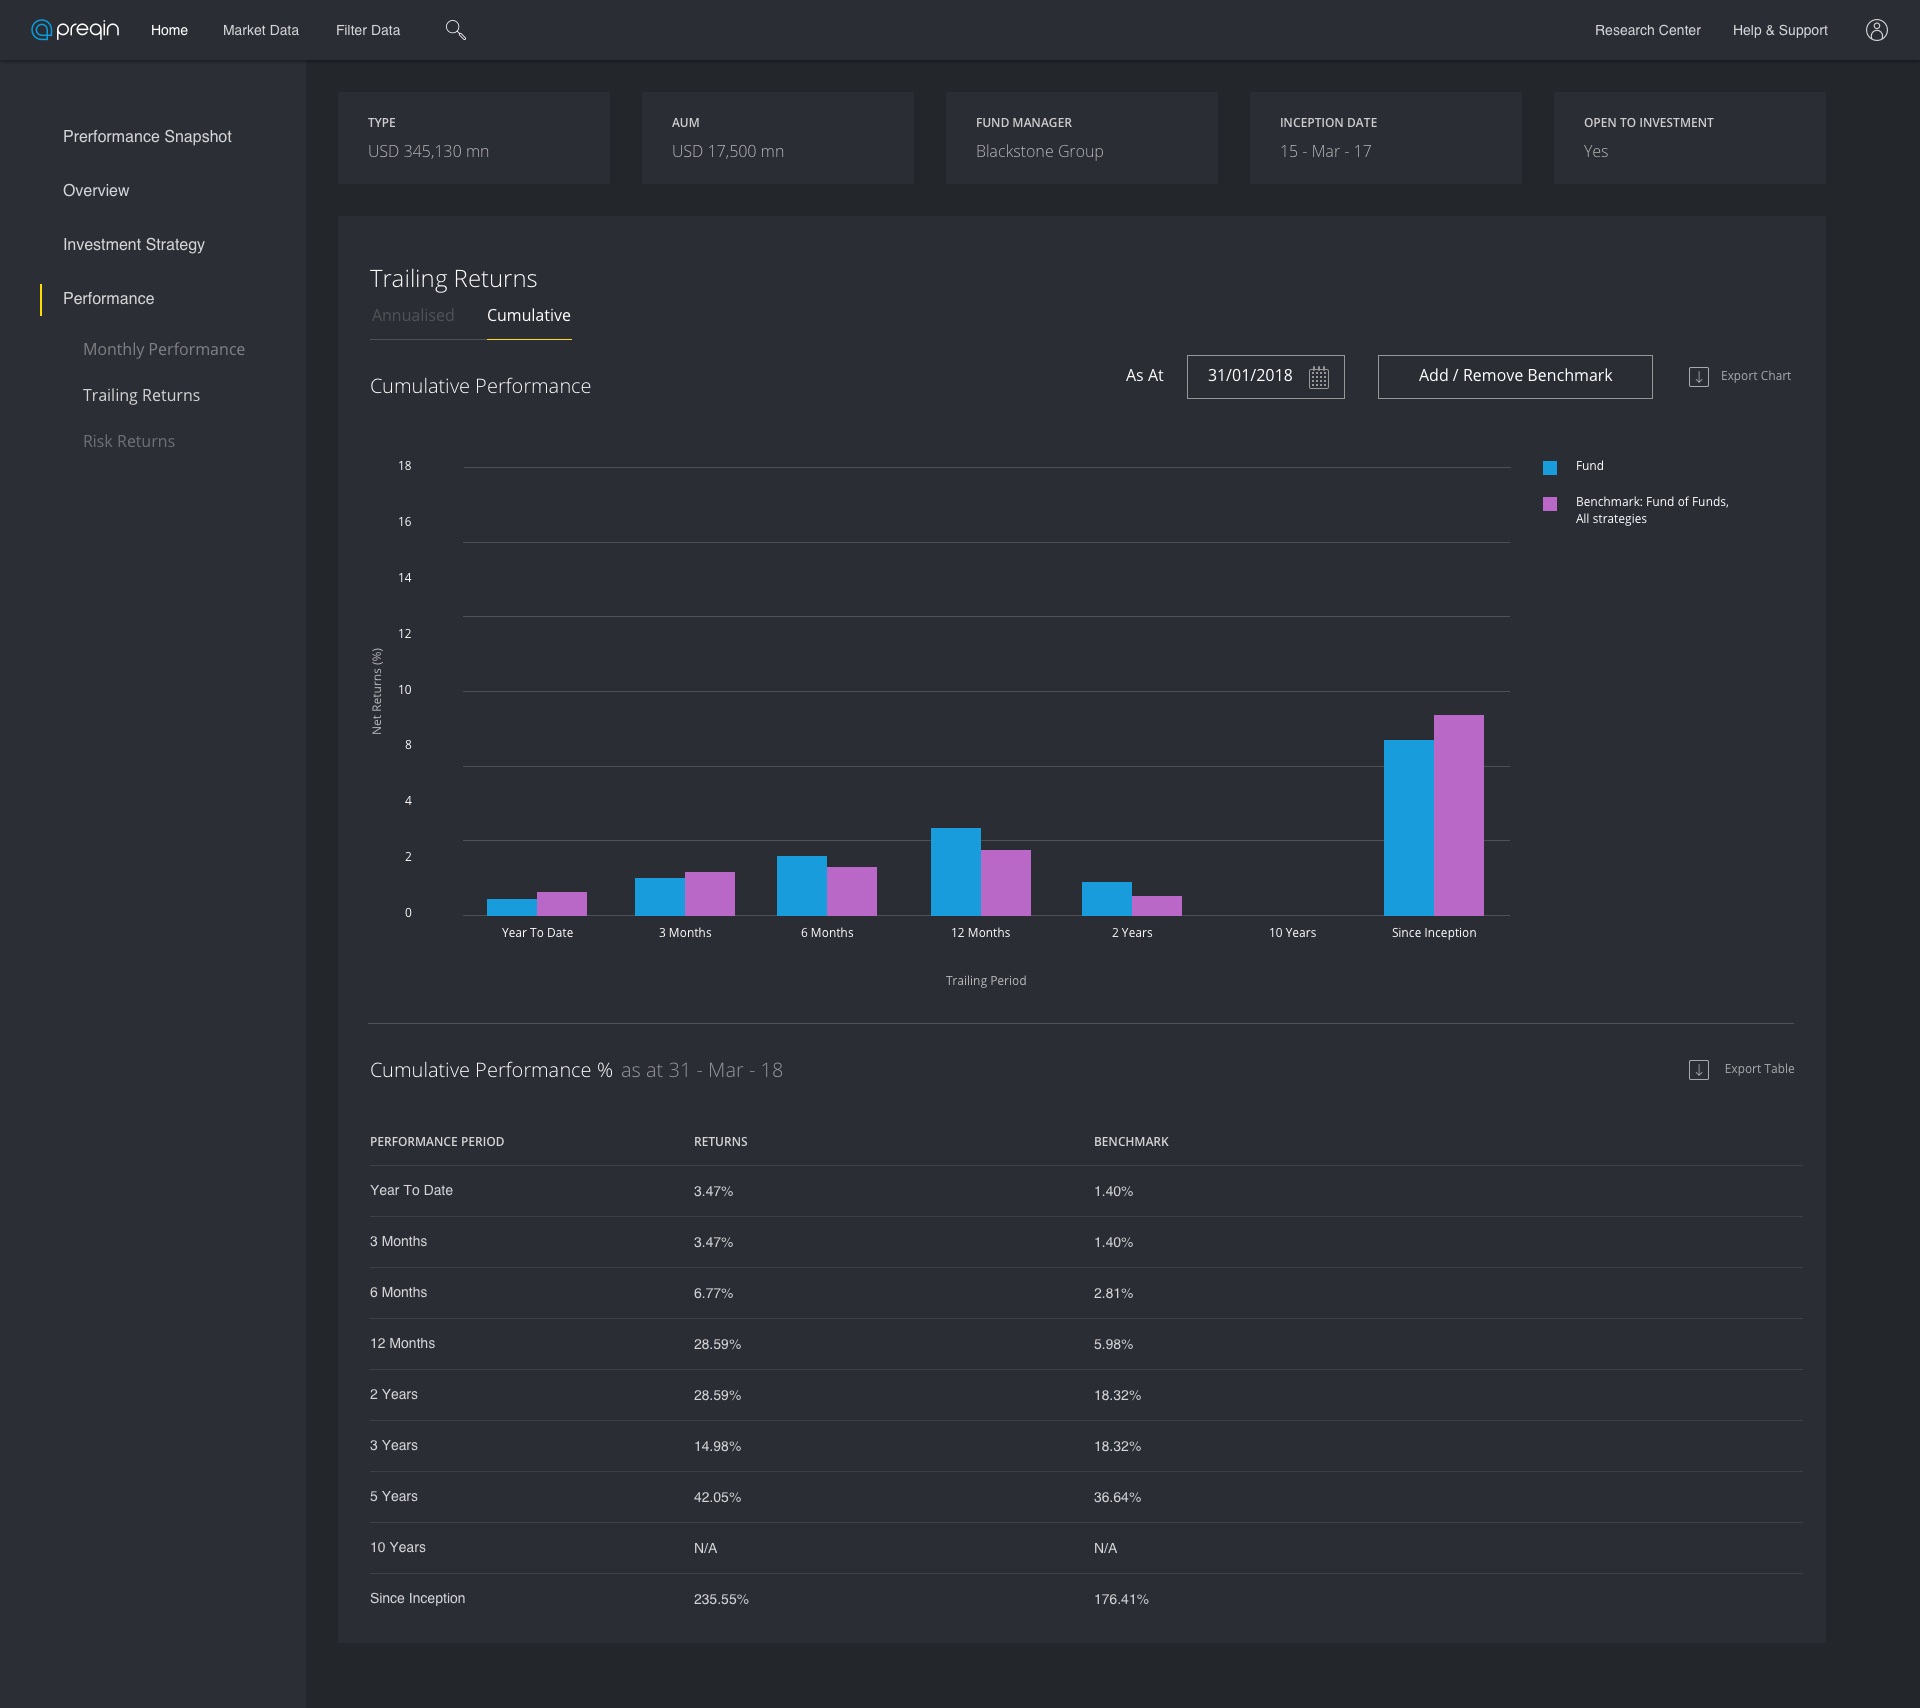 preqin
Home
Market Data
Filter Data
Research Center
Help & Support
Prerformance Snapshot
Overview
Investment Strategy
Performance
Monthly Performance
Trailing Returns
Risk Returns
TYPE
USD 345,130 mn
AUM
USD 17,500 mn
FUND MANAGER
Blackstone Group
INCEPTION DATE
15 - Mar - 17
OPEN TO INVESTMENT
Yes
Trailing Returns
Annualised
Cumulative
Cumulative Performance
As At
31/01/2018
Add / Remove Benchmark
Export Chart
Net Returns (%)
18
16
14
12
10
8
4
2
0
Fund
Benchmark: Fund of Funds,
All strategies
Year To Date
3 Months
6 Months
12 Months
2 Years
10 Years
Since Inception
Trailing Period
Cumulative Performance % as at 31 - Mar - 18
Export Table
PERFORMANCE PERIOD RETURNS BENCHMARK
Year To Date 3.47% 1.40%
3 Months 3.47% 1.40%
6 Months 6.77% 2.81%
12 Months 28.59% 5.98%
2 Years 28.59% 18.32%
3 Years 14.98% 18.32%
5 Years 42.05% 36.64%
10 Years N/A N/A
Since Inception 235.55% 176.41%